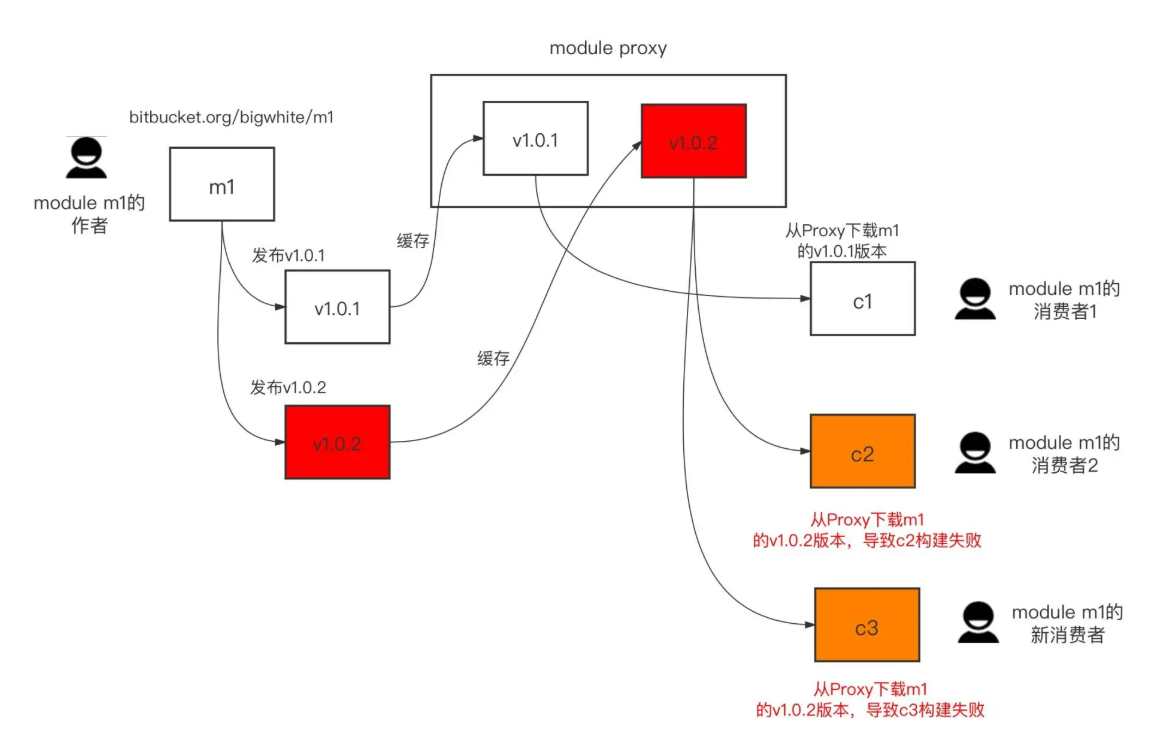 module proxy
bitbucket.org/bigwhite/m1
v1.0.1
v1.0.2
m1
module m1的
作者
发布v1.0.1
缓存
从Proxy下载m1
的v1.0.1版本
v1.0.1
c1
module m1的
消费者1
缓存
发布v1.0.2
v1.0.2
c2
module m1的
消费者2
从Proxy下载m1
的v1.0.2版本，导致c2构建失败
c3
module m1的
新消费者
从Proxy下载m1
的v1.0.2版本，导致c3构建失败